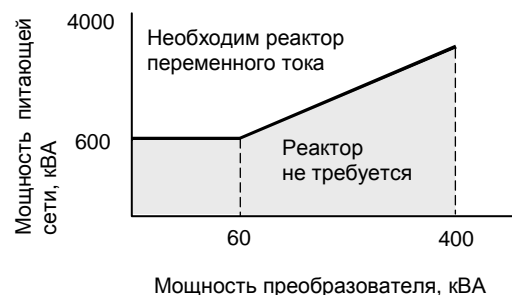 4000
Необходим реактор
переменного тока
600
Реактор
не требуется
Мощность питающей
сети, кВА
60
400
Мощность преобразователя, кВА